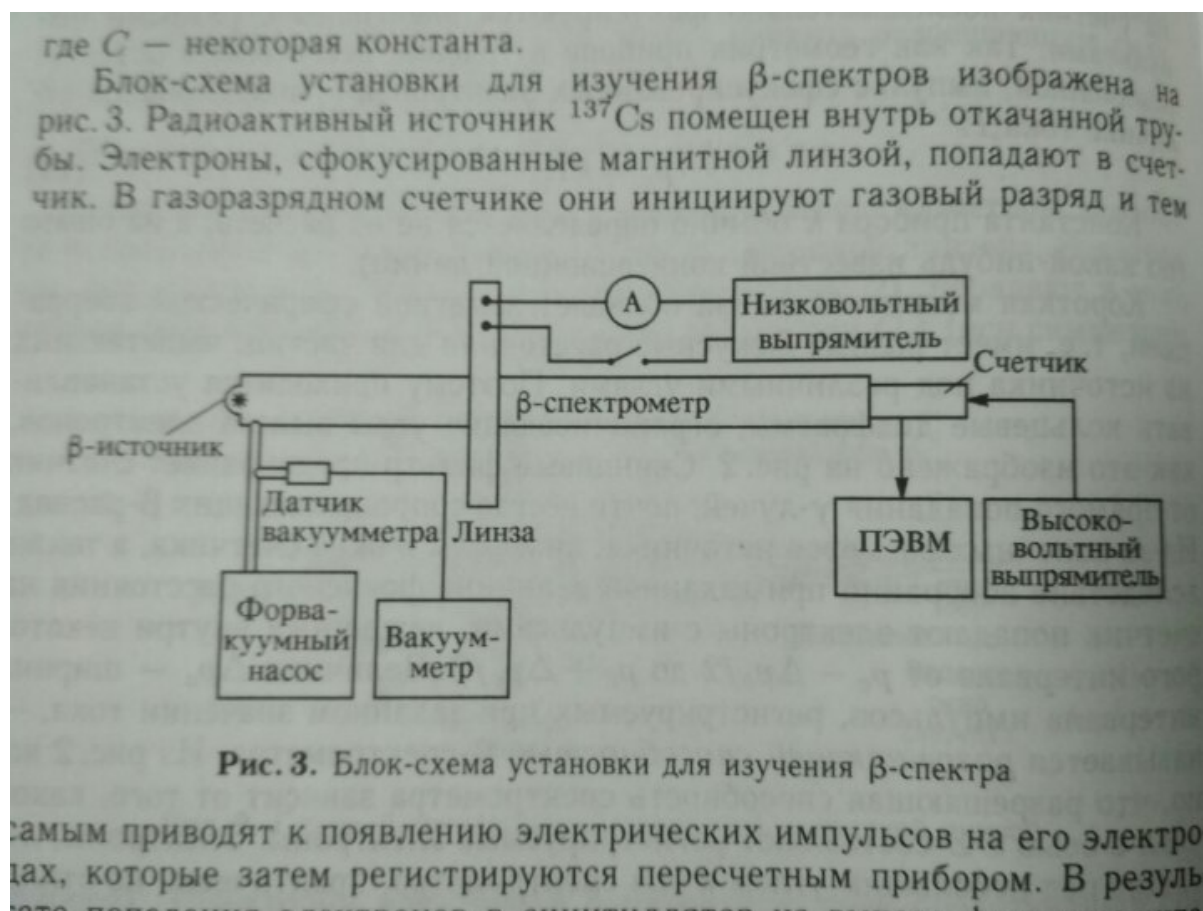 где C — некоторая константа.
Блок-схема установки для изучения β-спектров изображена на
рис. 3. Радиоактивный источник ¹³⁷Cs помещен внутрь откачанной тру-
бы. Электроны, сфокусированные магнитной линзой, попадают в счет-
чик. В газоразрядном счетчике они инициируют газовый разряд и тем
А
Низковольтный
выпрямитель
Счетчик
β-спектрометр
β-источник
Датчик
вакуумметра
Линза
ПЭВМ
Высоко-
вольтный
выпрямитель
Форва-
куумный
насос
Вакуум-
метр
Рис. 3. Блок-схема установки для изучения β-спектра
самым приводят к появлению электрических импульсов на его электро
дах, которые затем регистрируются пересчетным прибором. В резуль